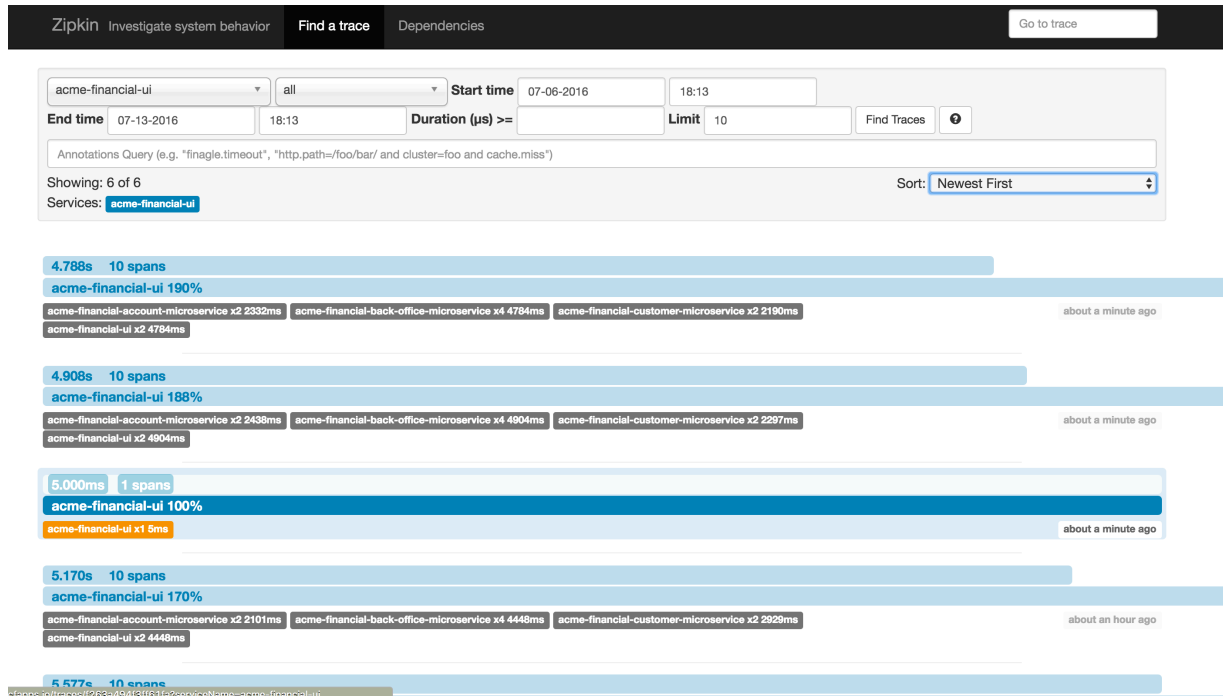 Zipkin Investigate system behavior Find a trace Dependencies Go to trace
acme-financial-ui all Start time 07-06-2016 18:13
End time 07-13-2016 18:13 Duration (µs) >= Limit 10 Find Traces ?
Annotations Query (e.g. "finagle.timeout", "http.path=/foo/bar/ and cluster=foo and cache.miss")
Showing: 6 of 6 Sort: Newest First
Services: acme-financial-ui
4.788s 10 spans
acme-financial-ui 190%
acme-financial-account-microservice x2 2332ms acme-financial-back-office-microservice x4 4784ms acme-financial-customer-microservice x2 2190ms about a minute ago
acme-financial-ui x2 4784ms
4.908s 10 spans
acme-financial-ui 188%
acme-financial-account-microservice x2 2438ms acme-financial-back-office-microservice x4 4904ms acme-financial-customer-microservice x2 2297ms about a minute ago
acme-financial-ui x2 4904ms
5.000ms 1 spans
acme-financial-ui 100%
acme-financial-ui x1 5ms about a minute ago
5.170s 10 spans
acme-financial-ui 170%
acme-financial-account-microservice x2 2101ms acme-financial-back-office-microservice x4 4448ms acme-financial-customer-microservice x2 2929ms about an hour ago
acme-financial-ui x2 4448ms
5.577s 10 spans